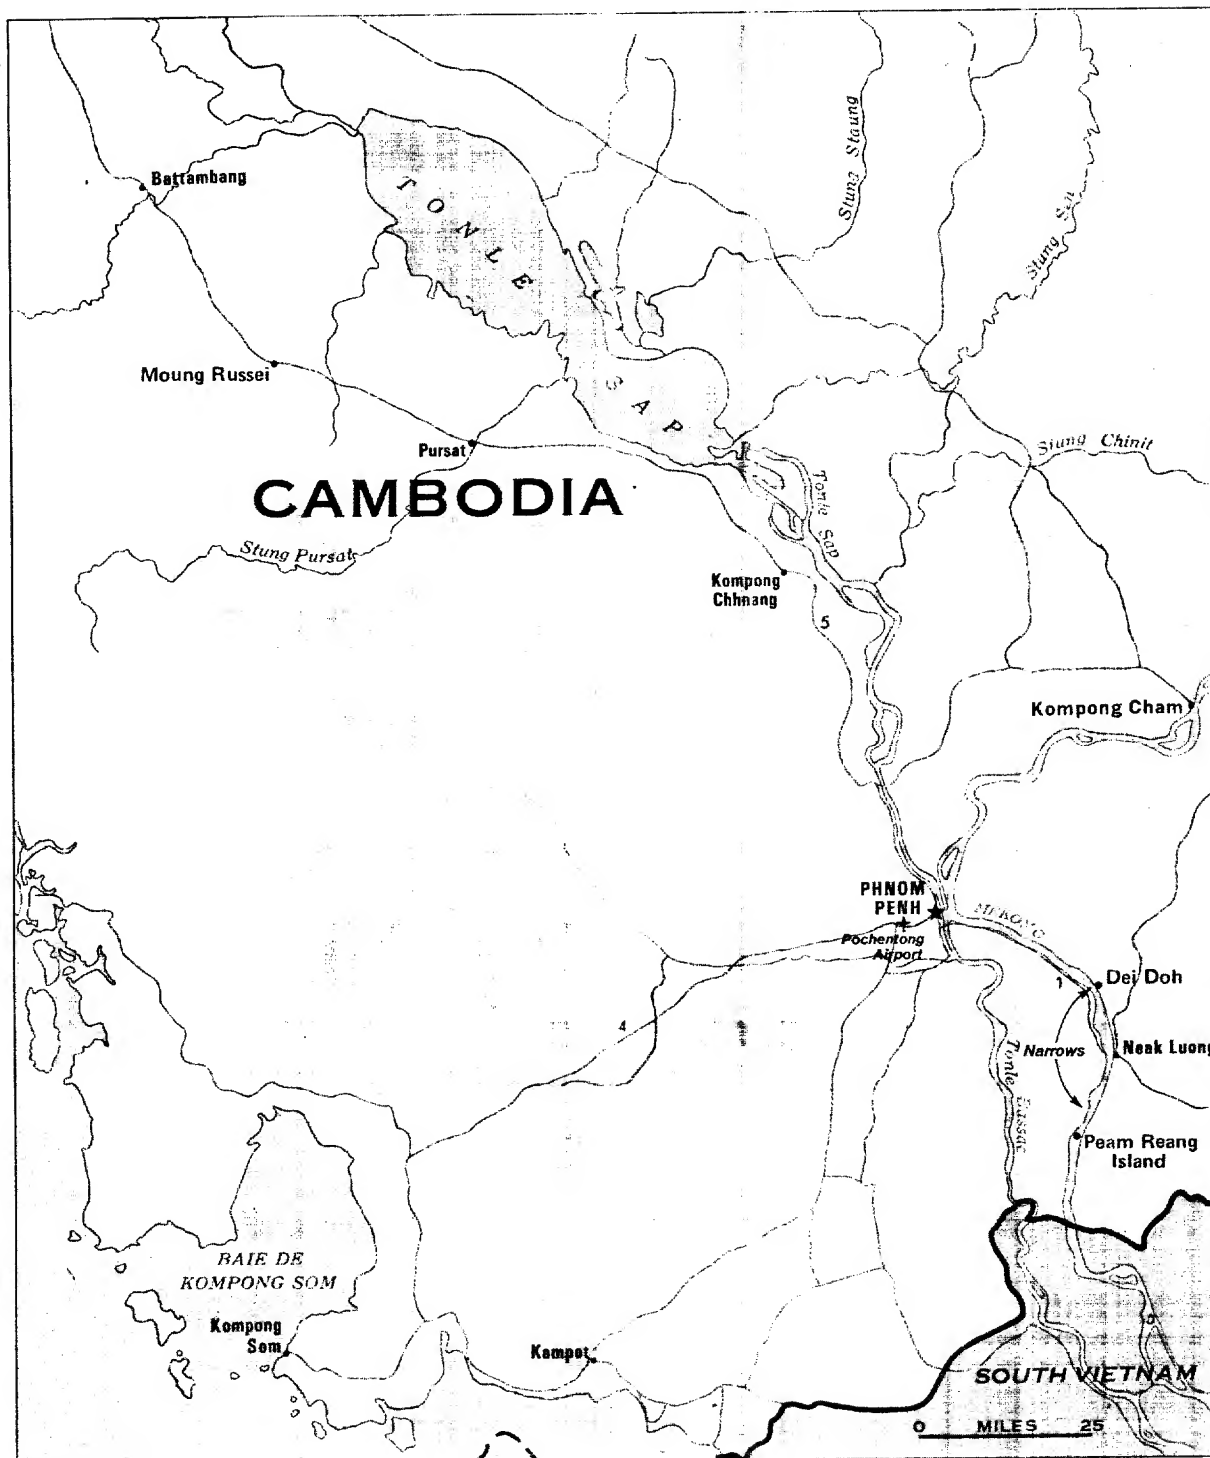 Battambang
TONLE
SAP
Stung Staung
Stung Sen
Moung Russei
Pursat
Stung Chinit
CAMBODIA
Tonle Sap
Stung Pursat
Kompong
Chhnang
5
Kompong Cham
PHNOM
PENH
MEKONG
Pochentong
Airport
1
Dei Doh
4
Narrows
Neak Luong
Tonle Bassac
Peam Reang
Island
BAIE DE
KOMPONG SOM
Kompong
Som
Kampot
SOUTH VIETNAM
0 MILES 25